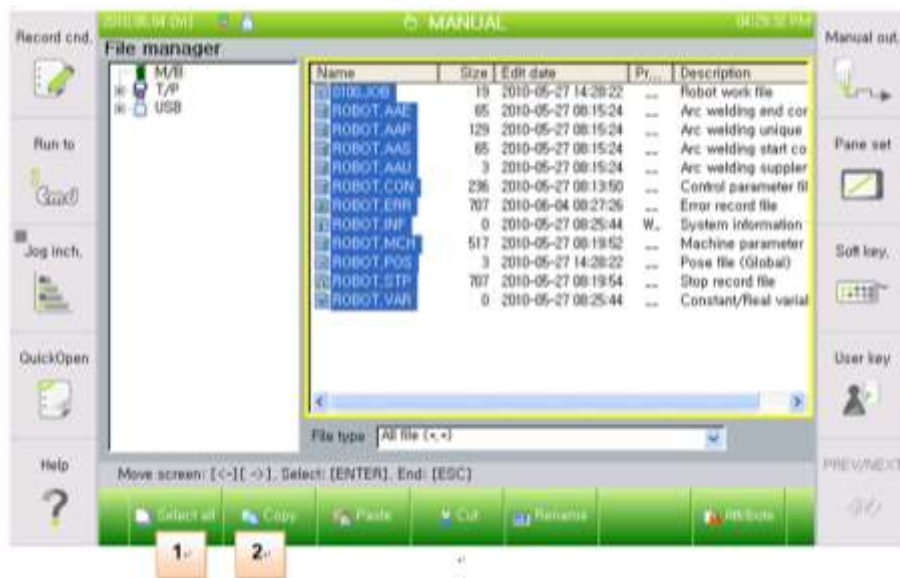 2010.06.04 (Fri) MANUAL
Record cnd. Manual out.
File manager
M/B
T/P
USB
Name Size Edit date Pr... Description
0100.JOB 19 2010-05-27 14:28:22 ... Robot work file
ROBOT.AAE 65 2010-05-27 08:15:24 ... Arc welding end cor
ROBOT.AAP 129 2010-05-27 08:15:24 ... Arc welding unique
ROBOT.AAS 65 2010-05-27 08:15:24 ... Arc welding start co
ROBOT.AAU 3 2010-05-27 08:15:24 ... Arc welding suppler
ROBOT.CON 236 2010-05-27 08:13:50 ... Control parameter fil
ROBOT.ERR 707 2010-06-04 08:27:26 ... Error record file
ROBOT.INF 0 2010-05-27 08:25:44 W.. System information
ROBOT.MCH 517 2010-05-27 08:19:52 ... Machine parameter
ROBOT.POS 3 2010-05-27 14:28:22 ... Pose file (Global)
ROBOT.STP 707 2010-05-27 08:19:54 ... Stop record file
ROBOT.VAR 0 2010-05-27 08:25:44 ... Constant/Real varial
Run to Pane set
Cmd
Jog inch. Soft key.
QuickOpen User key
File type All file (*.*)
Help PREV/NEXT
Move screen: [<-][ ->], Select: [ENTER], End: [ESC]
Select all Copy Paste Cut Rename Attribute
1 2